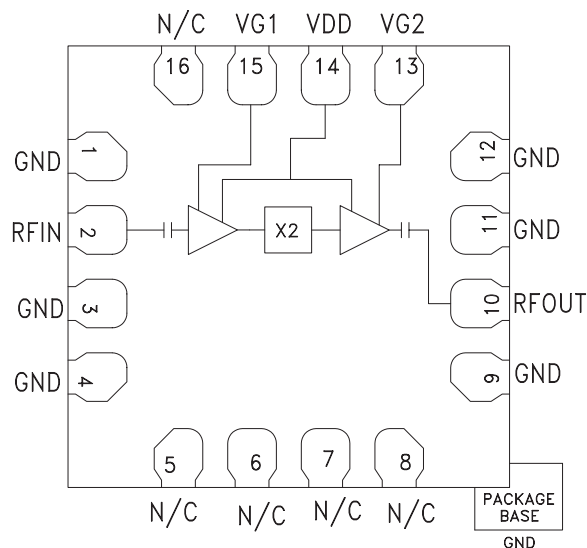 N/C VG1 VDD VG2
16 15 14 13
1 12
GND GND
RFIN 2 11 GND
X2
GND 3 10 RFOUT
GND 4 9 GND
5 6 7 8
N/C N/C N/C N/C
PACKAGE
BASE
GND